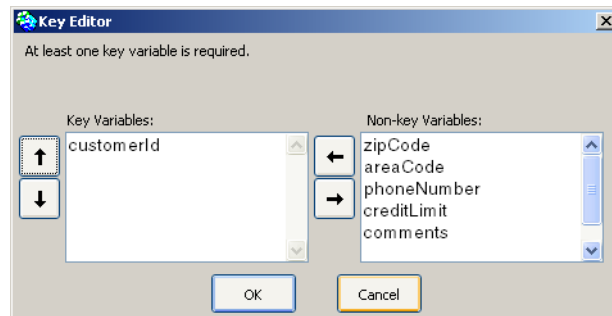 Key Editor
At least one key variable is required.
Key Variables:
customerId
Non-key Variables:
zipCode
areaCode
phoneNumber
creditLimit
comments
OK
Cancel